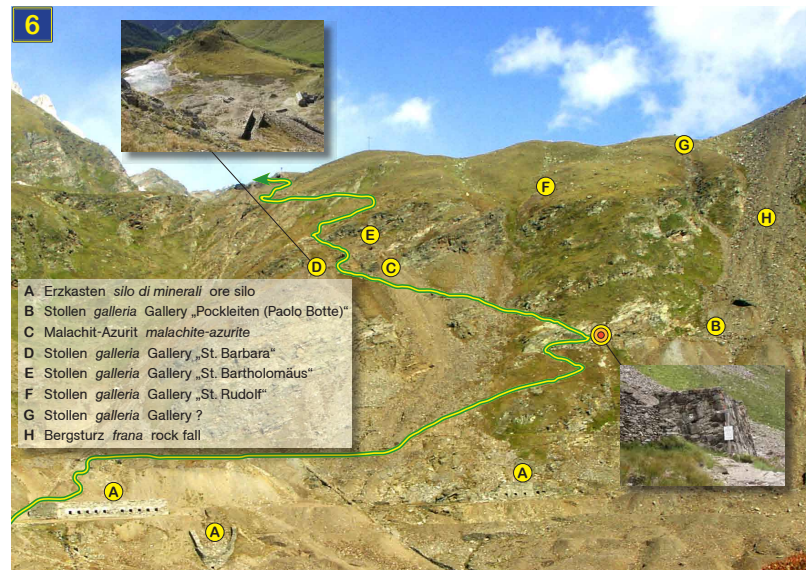 6
G
F
H
E
D
C
A Erzkasten silo di minerali ore silo
B Stollen galleria Gallery „Pockleiten (Paolo Botte)“
C Malachit-Azurit malachite-azurite
D Stollen galleria Gallery „St. Barbara“
E Stollen galleria Gallery „St. Bartholomäus“
F Stollen galleria Gallery „St. Rudolf“
G Stollen galleria Gallery ?
H Bergsturz frana rock fall
B
A
A
A